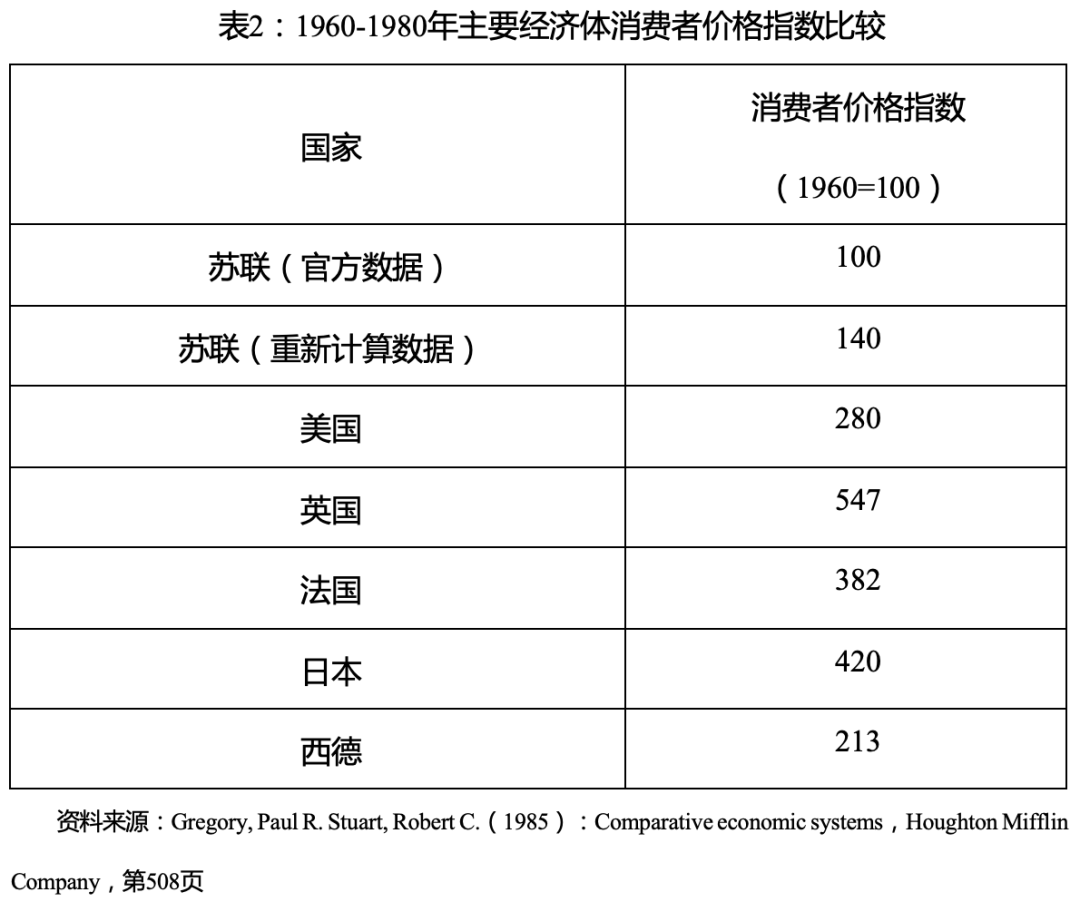 表2：1960-1980年主要经济体消费者价格指数比较
国家
消费者价格指数
（1960=100）
苏联（官方数据）
100
苏联（重新计算数据）
140
美国
280
英国
547
法国
382
日本
420
西德
213
资料来源：Gregory, Paul R. Stuart, Robert C.（1985）：Comparative economic systems，Houghton Mifflin
Company，第508页